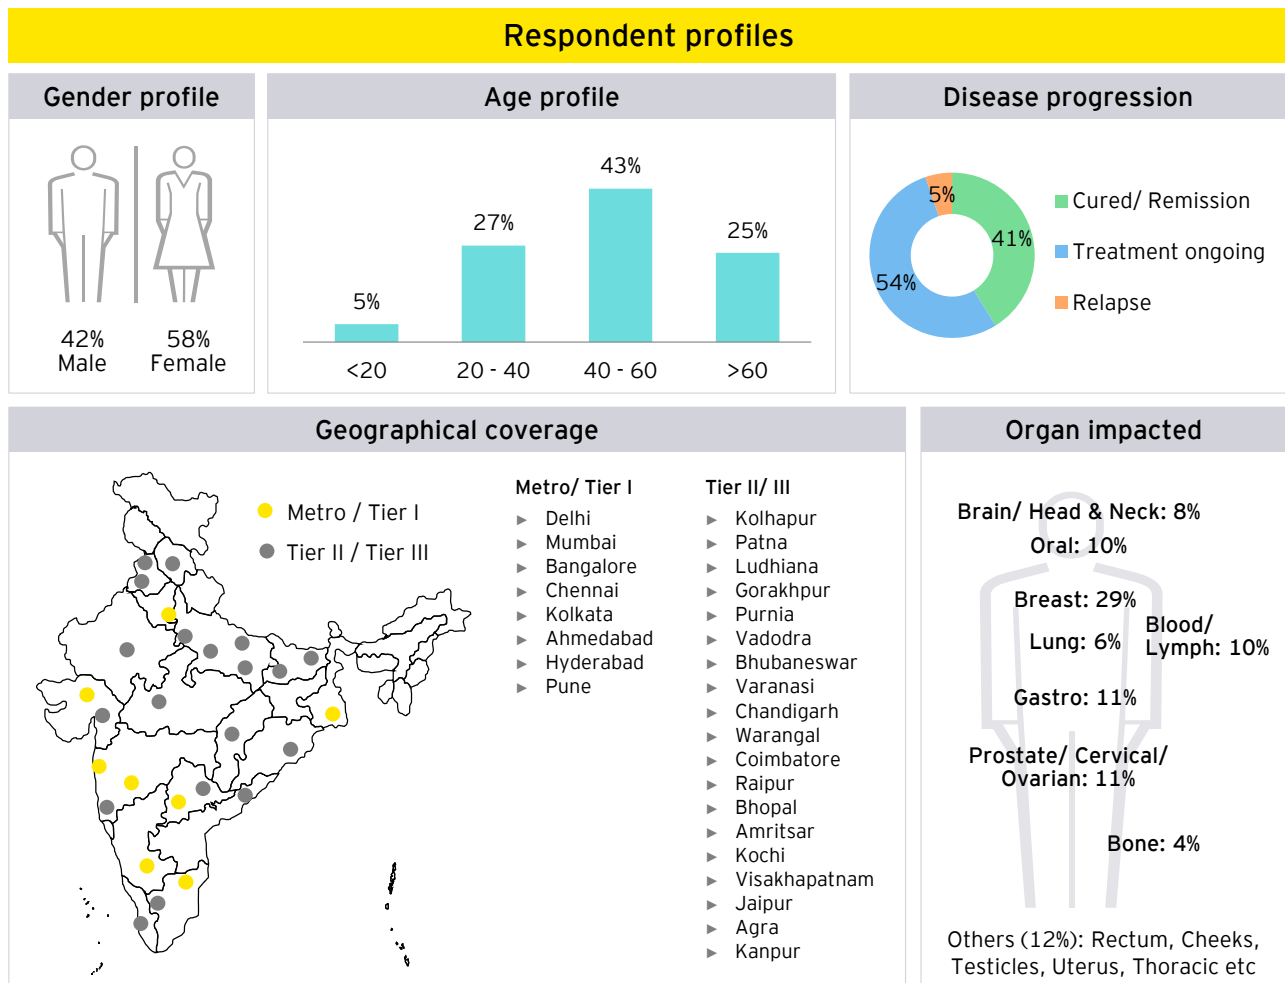 Respondent profiles
Gender profile
42%
Male
58%
Female
Age profile
5%
27%
43%
25%
<20
20 - 40
40 - 60
>60
Disease progression
5%
41%
54%
Cured/ Remission
Treatment ongoing
Relapse
Geographical coverage
Metro / Tier I
Tier II / Tier III
Metro/ Tier I
► Delhi
► Mumbai
► Bangalore
► Chennai
► Kolkata
► Ahmedabad
► Hyderabad
► Pune
Tier II/ III
► Kolhapur
► Patna
► Ludhiana
► Gorakhpur
► Purnia
► Vadodra
► Bhubaneswar
► Varanasi
► Chandigarh
► Warangal
► Coimbatore
► Raipur
► Bhopal
► Amritsar
► Kochi
► Visakhapatnam
► Jaipur
► Agra
► Kanpur
Organ impacted
Brain/ Head & Neck: 8%
Oral: 10%
Breast: 29%
Blood/
Lymph: 10%
Lung: 6%
Gastro: 11%
Prostate/ Cervical/
Ovarian: 11%
Bone: 4%
Others (12%): Rectum, Cheeks,
Testicles, Uterus, Thoracic etc